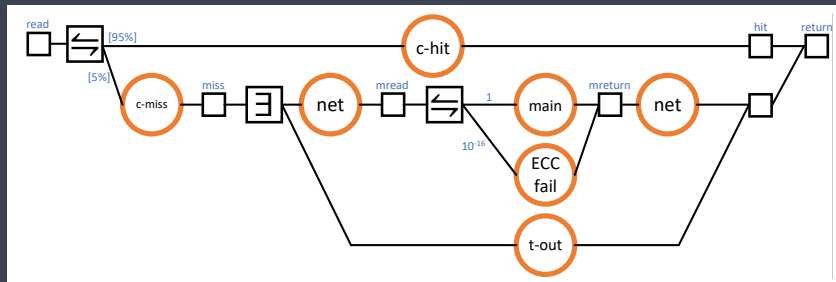 read
[95%]
c-hit
hit
return
[5%]
c-miss
miss
∃
net
mread
1
main
mreturn
net
10⁻¹⁶
ECC
fail
t-out